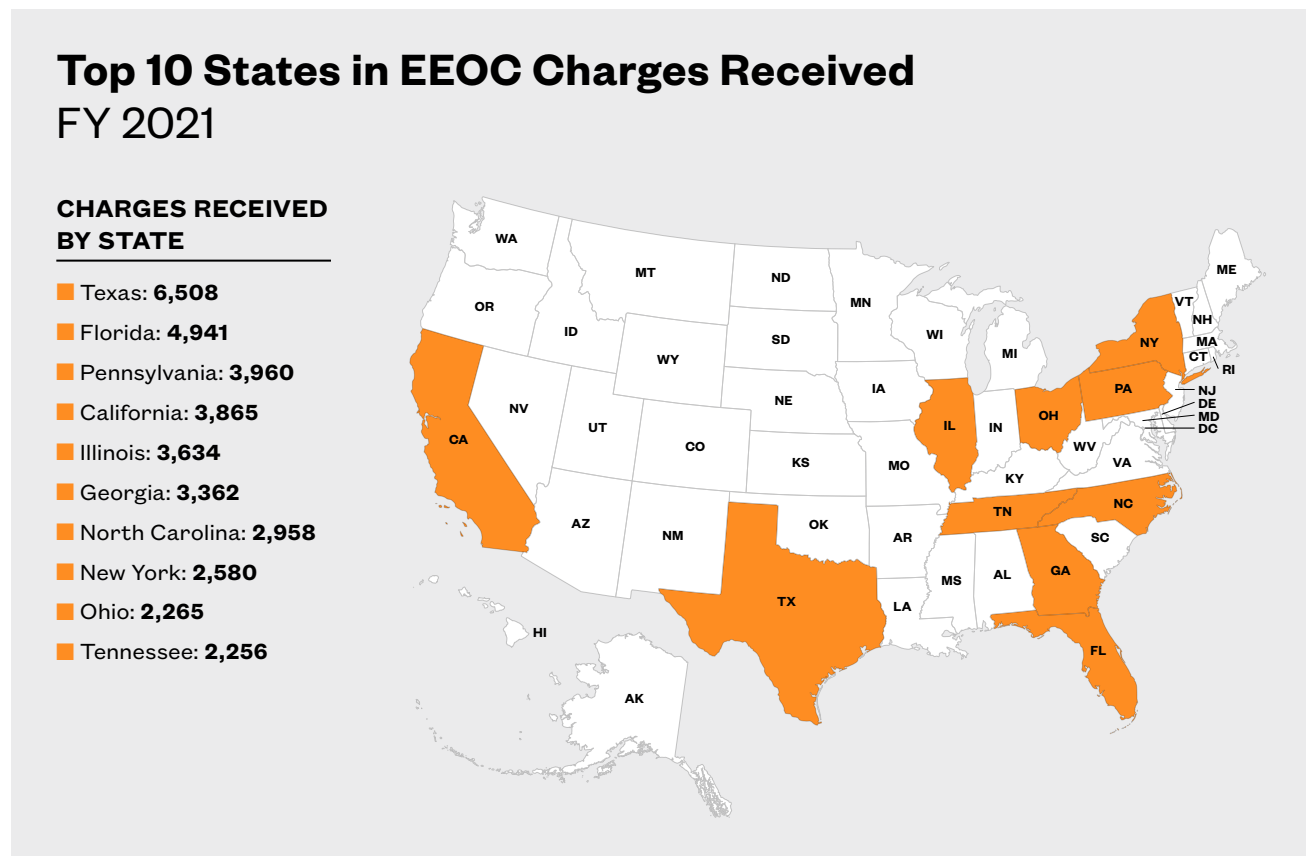 Top 10 States in EEOC Charges Received
FY 2021
CHARGES RECEIVED
BY STATE
Texas: 6,508
Florida: 4,941
Pennsylvania: 3,960
California: 3,865
Illinois: 3,634
Georgia: 3,362
North Carolina: 2,958
New York: 2,580
Ohio: 2,265
Tennessee: 2,256
WA
MT
ND
MN
ME
OR
ID
WY
SD
WI
MI
VT
NH
NY
MA
CT
RI
NV
UT
CO
NE
IA
IL
IN
OH
PA
NJ
DE
MD
DC
CA
KS
MO
KY
WV
VA
AZ
NM
OK
AR
TN
NC
SC
TX
LA
MS
AL
GA
FL
HI
AK